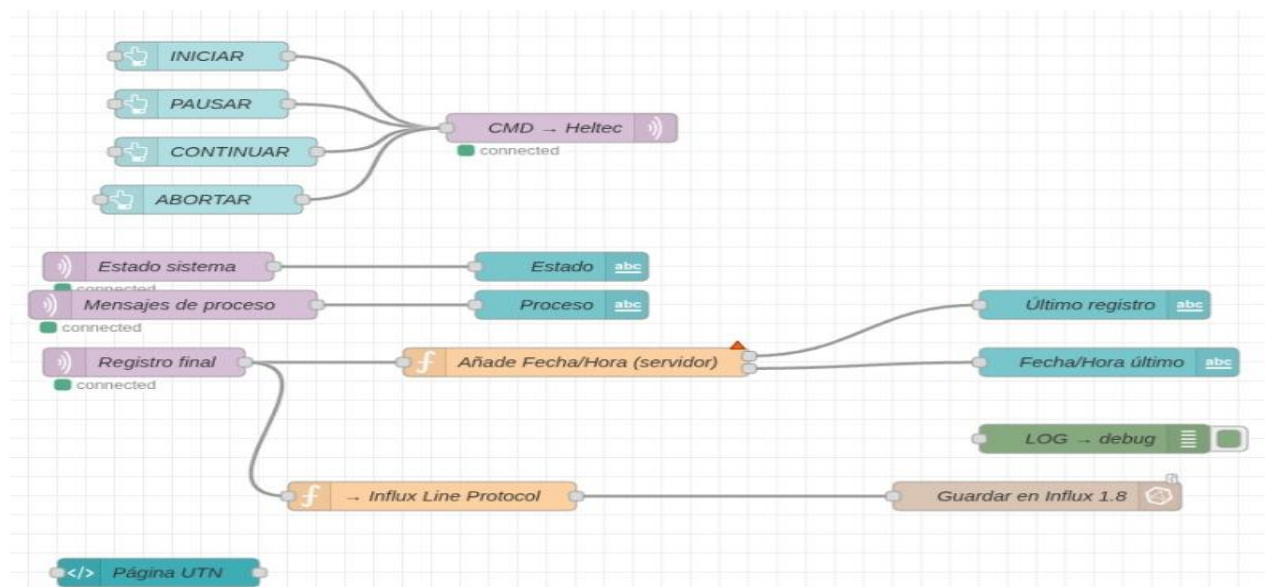 INICIAR
PAUSAR
CONTINUAR
ABORTAR
CMD → Heltec
connected
Estado sistema
connected
Estado
abc
Mensajes de proceso
connected
Proceso
abc
Registro final
connected
Añade Fecha/Hora (servidor)
Último registro
abc
Fecha/Hora último
abc
LOG → debug
→ Influx Line Protocol
Guardar en Influx 1.8
</> Página UTN